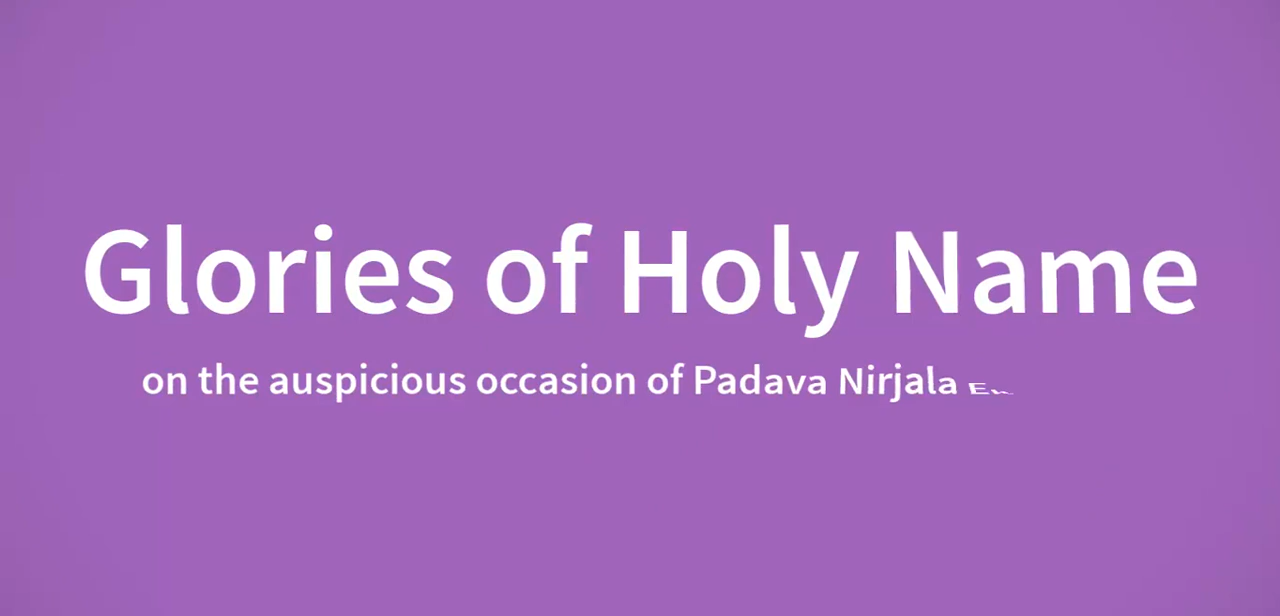 Glories of Holy Name
on the auspicious occasion of Padava Nirjala